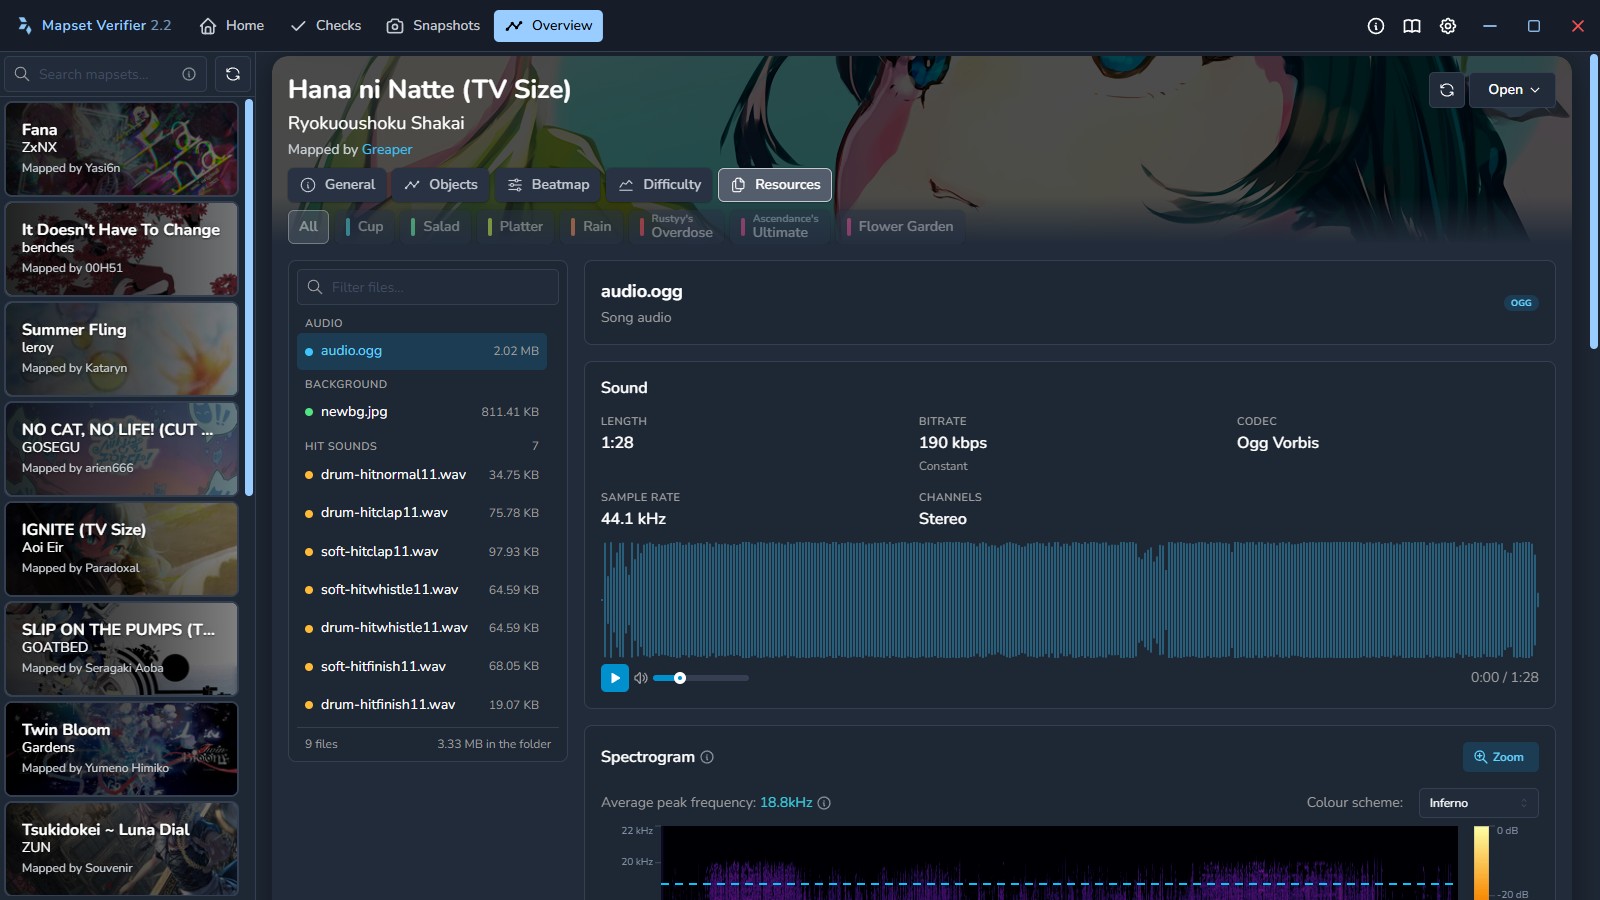 Mapset Verifier 2.2
Home
Checks
Snapshots
Overview
Search mapsets...
Fana
ZxNX
Mapped by Yasi6n
It Doesn't Have To Change
benches
Mapped by 00H51
Summer Fling
leroy
Mapped by Kataryn
NO CAT, NO LIFE! (CUT ...
GOSEGU
Mapped by arien666
IGNITE (TV Size)
Aoi Eir
Mapped by Paradoxal
SLIP ON THE PUMPS (T...
GOATBED
Mapped by Seragaki Aoba
Twin Bloom
Gardens
Mapped by Yumeno Himiko
Tsukidokei ~ Luna Dial
ZUN
Mapped by Souvenir
Hana ni Natte (TV Size)
Ryokuoushoku Shakai
Mapped by Greaper
Open
General
Objects
Beatmap
Difficulty
Resources
All
Cup
Salad
Platter
Rain
Rustyy's
Overdose
Ascendance's
Ultimate
Flower Garden
Filter files...
AUDIO
audio.ogg 2.02 MB
BACKGROUND
newbg.jpg 811.41 KB
HIT SOUNDS 7
drum-hitnormal11.wav 34.75 KB
drum-hitclap11.wav 75.78 KB
soft-hitclap11.wav 97.93 KB
soft-hitwhistle11.wav 64.59 KB
drum-hitwhistle11.wav 64.59 KB
soft-hitfinish11.wav 68.05 KB
drum-hitfinish11.wav 19.07 KB
9 files 3.33 MB in the folder
audio.ogg
Song audio
OGG
Sound
LENGTH
1:28
BITRATE
190 kbps
Constant
CODEC
Ogg Vorbis
SAMPLE RATE
44.1 kHz
CHANNELS
Stereo
0:00 / 1:28
Spectrogram
Zoom
Average peak frequency: 18.8kHz
Colour scheme: Inferno
22 kHz
20 kHz
0 dB
-20 dB